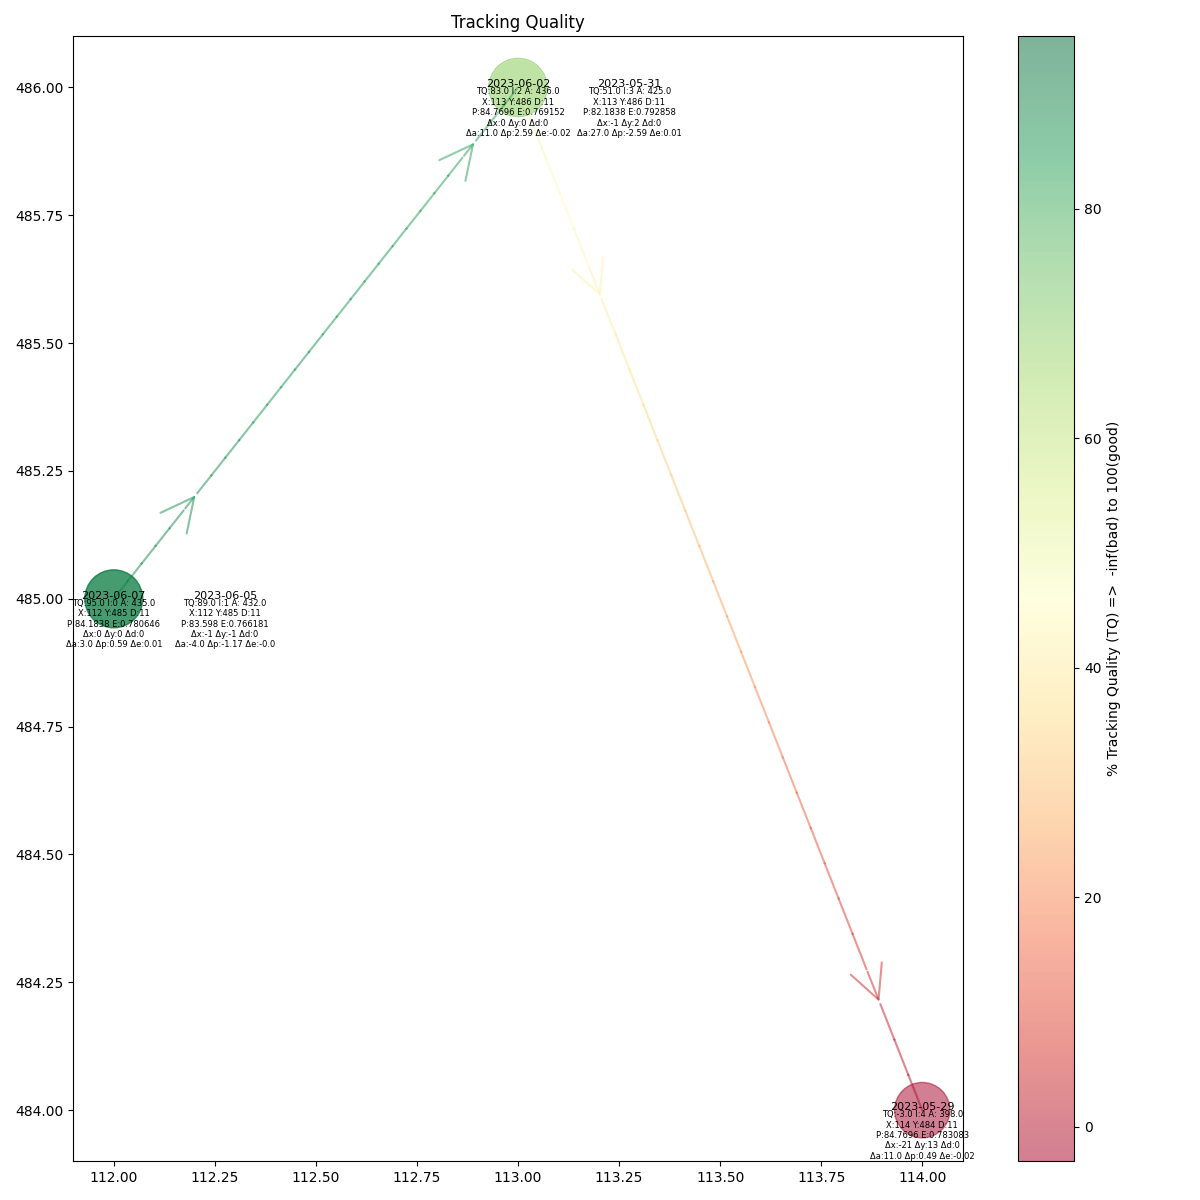 Tracking Quality
486.00
485.75
485.50
485.25
485.00
484.75
484.50
484.25
484.00
2023-06-02
TQ:83.0 I:2 A: 436.0
X:113 Y:486 D:11
P:84.7696 E:0.769152
Δx:0 Δy:0 Δd:0
Δa:11.0 Δp:2.59 Δe:-0.02
2023-05-31
TQ:51.0 I:3 A: 425.0
X:113 Y:486 D:11
P:82.1838 E:0.792858
Δx:-1 Δy:2 Δd:0
Δa:27.0 Δp:-2.59 Δe:0.01
2023-06-07
TQ:95.0 I:0 A: 435.0
X:112 Y:485 D:11
P:84.1838 E:0.780646
Δx:0 Δy:0 Δd:0
Δa:3.0 Δp:0.59 Δe:0.01
2023-06-05
TQ:89.0 I:1 A: 432.0
X:112 Y:485 D:11
P:83.598 E:0.766181
Δx:-1 Δy:-1 Δd:0
Δa:-4.0 Δp:-1.17 Δe:-0.0
2023-05-29
TQ:-3.0 I:4 A: 398.0
X:114 Y:484 D:11
P:84.7696 E:0.783083
Δx:-21 Δy:13 Δd:0
Δa:11.0 Δp:0.49 Δe:-0.02
112.00
112.25
112.50
112.75
113.00
113.25
113.50
113.75
114.00
80
60
40
20
0
% Tracking Quality (TQ) => -inf(bad) to 100(good)